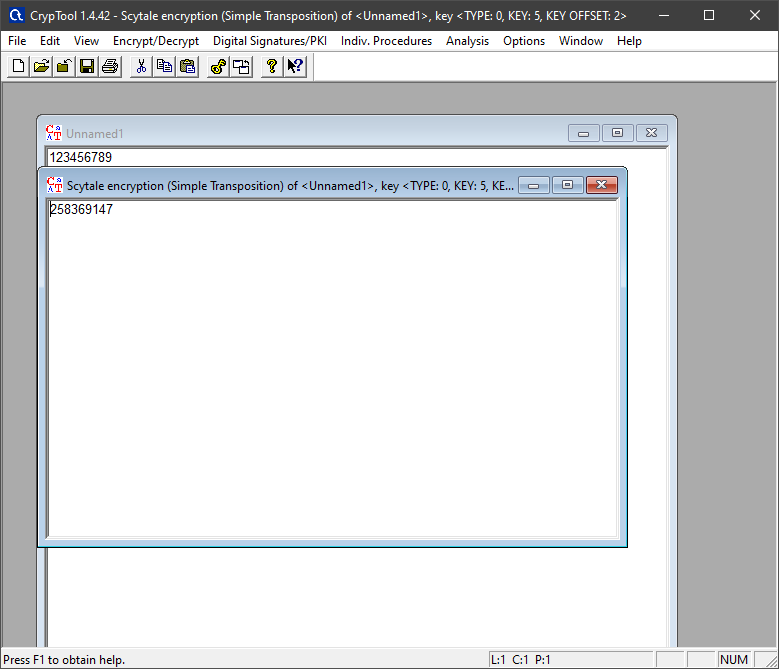 CrypTool 1.4.42 - Scytale encryption (Simple Transposition) of <Unnamed1>, key <TYPE: 0, KEY: 5, KEY OFFSET: 2>
File Edit View Encrypt/Decrypt Digital Signatures/PKI Indiv. Procedures Analysis Options Window Help
Unnamed1
123456789
Scytale encryption (Simple Transposition) of <Unnamed1>, key <TYPE: 0, KEY: 5, KE...
258369147
Press F1 to obtain help.
L:1 C:1 P:1
NUM